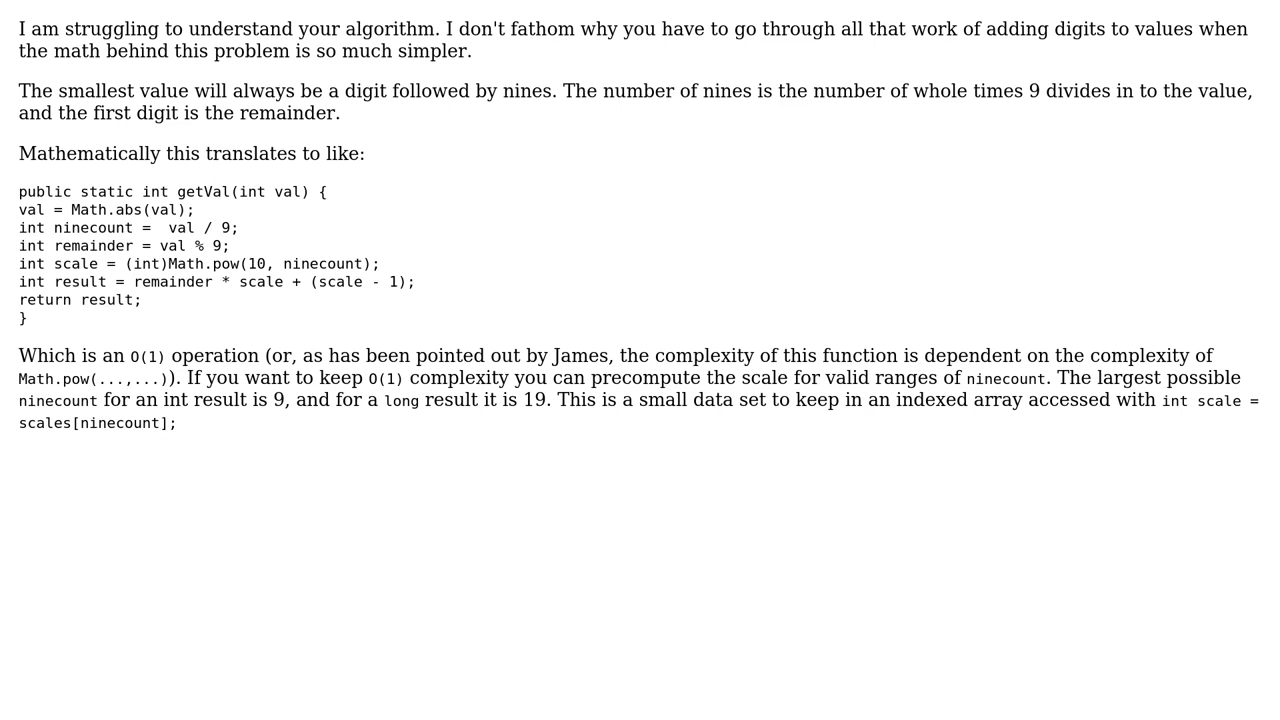 I am struggling to understand your algorithm. I don't fathom why you have to go through all that work of adding digits to values when
the math behind this problem is so much simpler.
The smallest value will always be a digit followed by nines. The number of nines is the number of whole times 9 divides in to the value,
and the first digit is the remainder.
Mathematically this translates to like:
public static int getVal(int val) {
val = Math.abs(val);
int ninecount =  val / 9;
int remainder = val % 9;
int scale = (int)Math.pow(10, ninecount);
int result = remainder * scale + (scale - 1);
return result;
}
Which is an O(1) operation (or, as has been pointed out by James, the complexity of this function is dependent on the complexity of
Math.pow(...,...)). If you want to keep O(1) complexity you can precompute the scale for valid ranges of ninecount. The largest possible
ninecount for an int result is 9, and for a long result it is 19. This is a small data set to keep in an indexed array accessed with int scale =
scales[ninecount];